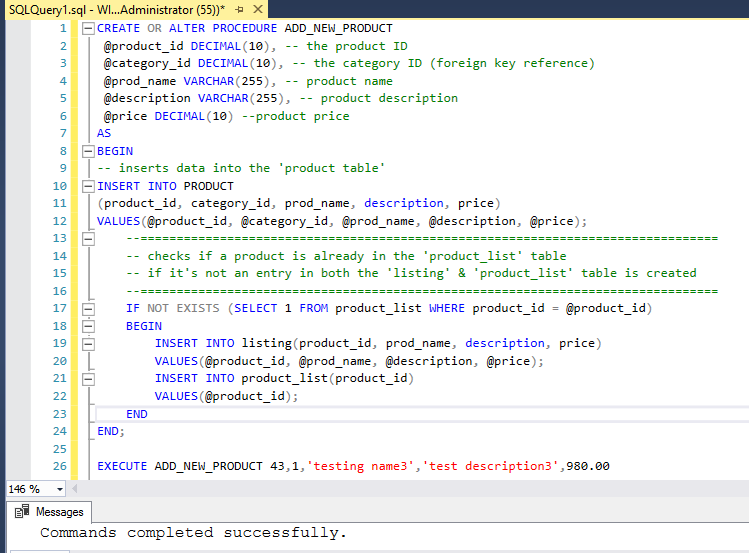 SQLQuery1.sql - WI...Administrator (55))*
1 CREATE OR ALTER PROCEDURE ADD_NEW_PRODUCT
2 @product_id DECIMAL(10), -- the product ID
3 @category_id DECIMAL(10), -- the category ID (foreign key reference)
4 @prod_name VARCHAR(255), -- product name
5 @description VARCHAR(255), -- product description
6 @price DECIMAL(10) --product price
7 AS
8 BEGIN
9 -- inserts data into the 'product table'
10 INSERT INTO PRODUCT
11 (product_id, category_id, prod_name, description, price)
12 VALUES(@product_id, @category_id, @prod_name, @description, @price);
13 --================================================================================
14 -- checks if a product is already in the 'product_list' table
15 -- if it's not an entry in both the 'listing' & 'product_list' table is created
16 --================================================================================
17 IF NOT EXISTS (SELECT 1 FROM product_list WHERE product_id = @product_id)
18 BEGIN
19 INSERT INTO listing(product_id, prod_name, description, price)
20 VALUES(@product_id, @prod_name, @description, @price);
21 INSERT INTO product_list(product_id)
22 VALUES(@product_id);
23 END
24 END;
25
26 EXECUTE ADD_NEW_PRODUCT 43,1,'testing name3','test description3',980.00
146 %
Messages
Commands completed successfully.